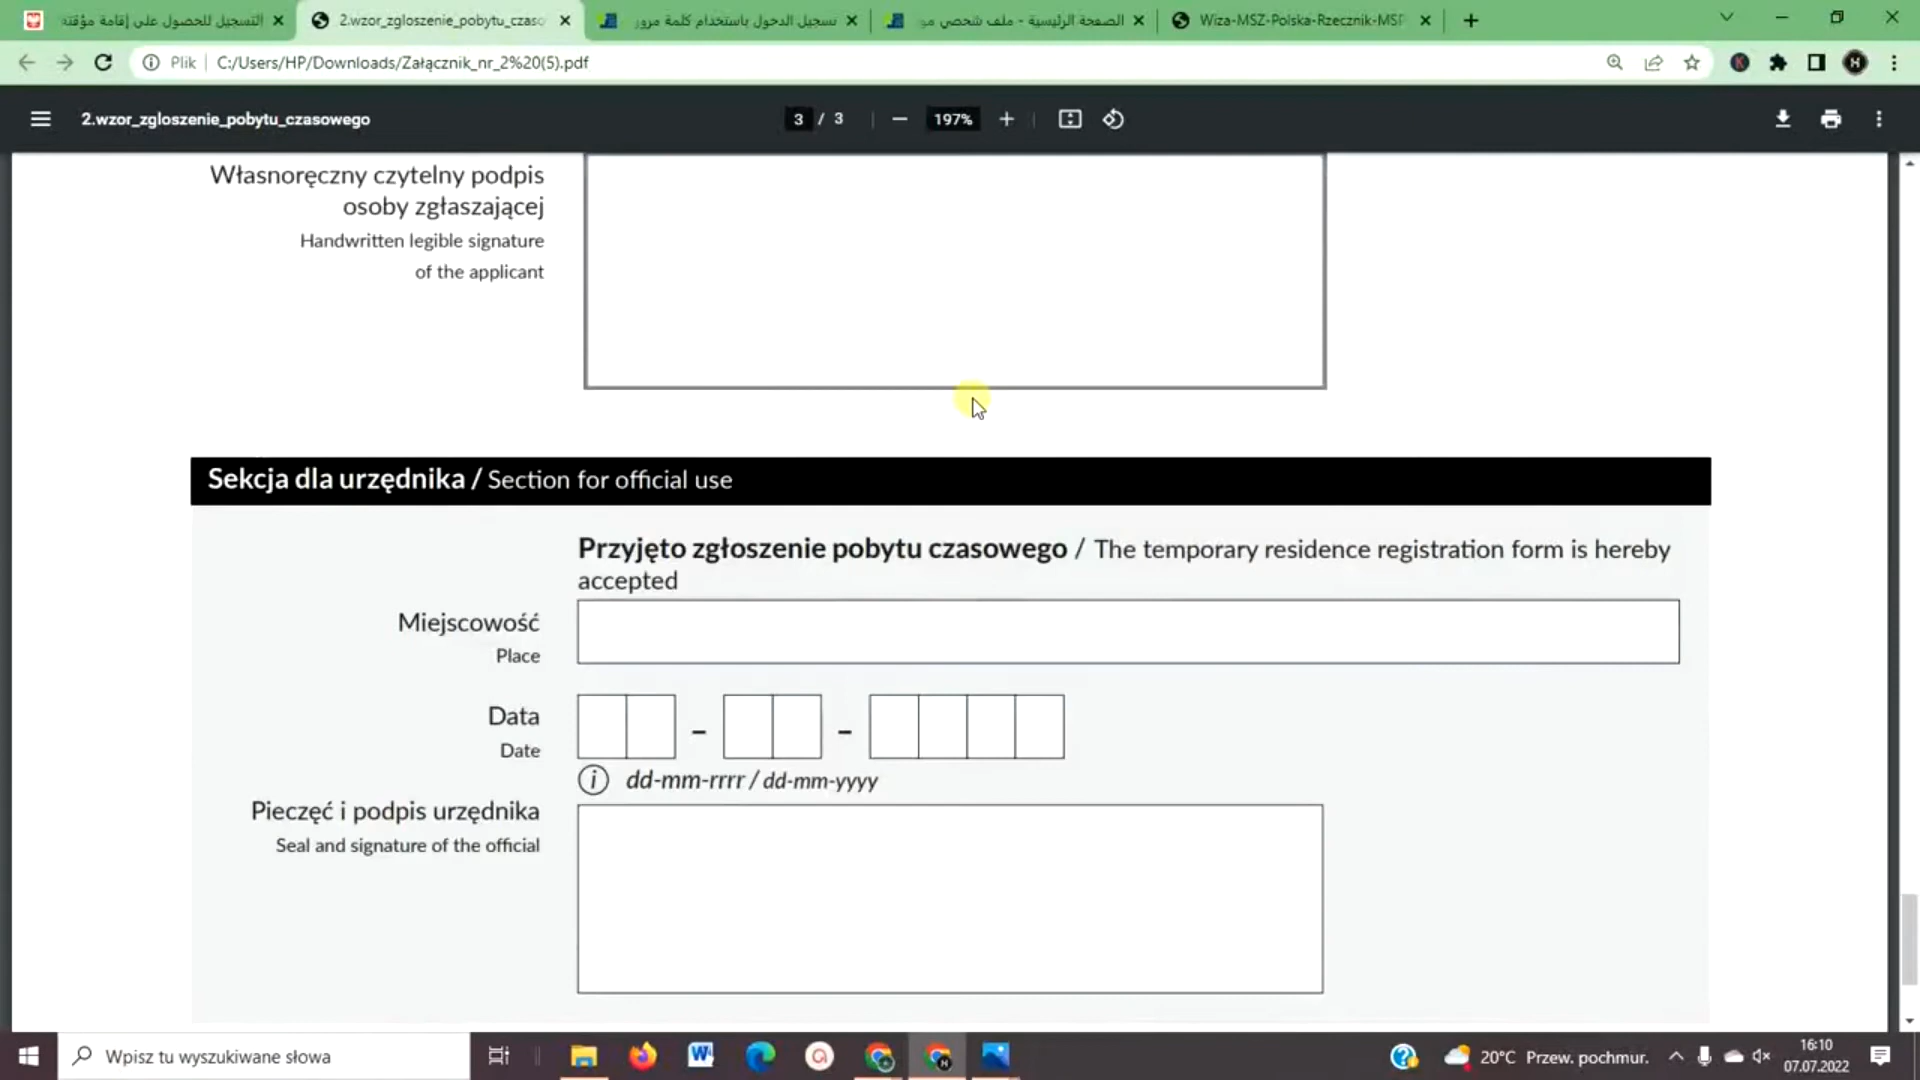 التسجيل للحصول على إقامة مؤقتة
2.wzor_zgloszenie_pobytu_czaso
تسجيل الدخول باستخدام كلمة مرور
الصفحة الرئيسية - ملف شخصي مو
Wiza-MSZ-Polska-Rzecznik-MSP
Plik
C:/Users/HP/Downloads/Załącznik_nr_2%20(5).pdf
2.wzor_zgloszenie_pobytu_czasowego
3 / 3
197%
Własnoręczny czytelny podpis
osoby zgłaszającej
Handwritten legible signature
of the applicant
Sekcja dla urzędnika / Section for official use
Przyjęto zgłoszenie pobytu czasowego / The temporary residence registration form is hereby
accepted
Miejscowość
Place
Data
Date
dd-mm-rrrr / dd-mm-yyyy
Pieczęć i podpis urzędnika
Seal and signature of the official
Wpisz tu wyszukiwane słowa
20°C Przew. pochmur.
16:10
07.07.2022